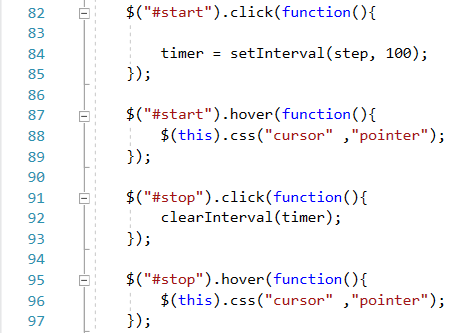 82 $("#start").click(function(){
83
84 timer = setInterval(step, 100);
85 });
86
87 $("#start").hover(function(){
88 $(this).css("cursor" ,"pointer");
89 });
90
91 $("#stop").click(function(){
92 clearInterval(timer);
93 });
94
95 $("#stop").hover(function(){
96 $(this).css("cursor" ,"pointer");
97 });